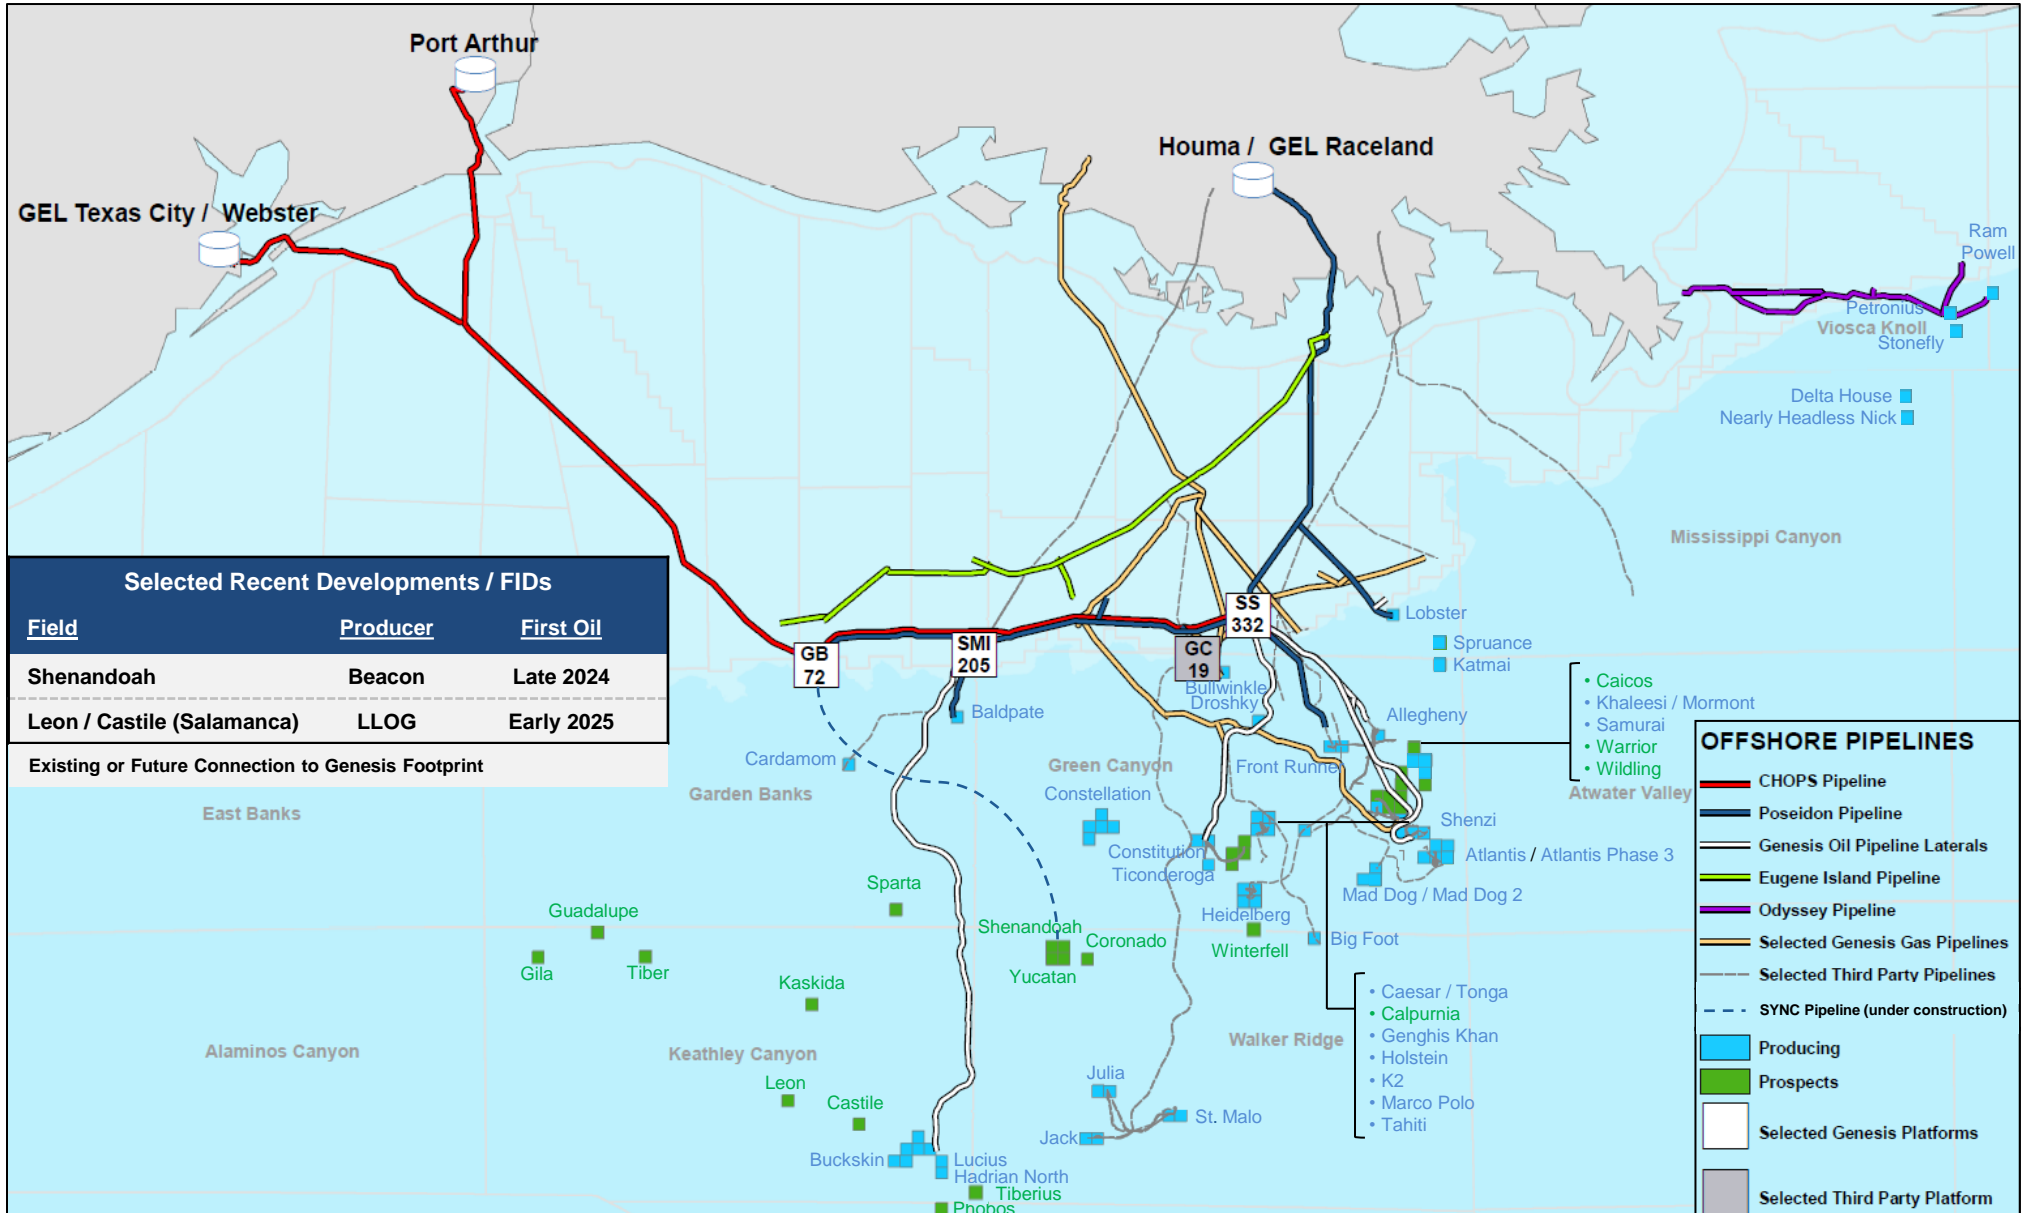 Port Arthur
Houma / GEL Raceland
GEL Texas City / Webster
Ram
Powell
Petronius
Viosca Knoll
Stonefly
Delta House
Nearly Headless Nick
Mississippi Canyon
Selected Recent Developments / FIDs
Field Producer First Oil
Shenandoah Beacon Late 2024
Leon / Castile (Salamanca) LLOG Early 2025
Existing or Future Connection to Genesis Footprint
GB
72
SMI
205
GC
19
SS
332
Lobster
Spruance
Katmai
Bullwinkle
Droshky
Baldpate
Cardamom
Allegheny
Front Runner
Green Canyon
Garden Banks
East Banks
Atwater Valley
• Caicos
• Khaleesi / Mormont
• Samurai
• Warrior
• Wildling
Constellation
Constitution
Ticonderoga
Shenzi
Atlantis / Atlantis Phase 3
Mad Dog / Mad Dog 2
Heidelberg
Winterfell
Big Foot
Sparta
Guadalupe
Gila
Tiber
Shenandoah
Coronado
Yucatan
Kaskida
Alaminos Canyon
Keathley Canyon
Walker Ridge
• Caesar / Tonga
• Calpurnia
• Genghis Khan
• Holstein
• K2
• Marco Polo
• Tahiti
Leon
Castile
Julia
St. Malo
Jack
Buckskin
Lucius
Hadrian North
Tiberius
Phobos
OFFSHORE PIPELINES
CHOPS Pipeline
Poseidon Pipeline
Genesis Oil Pipeline Laterals
Eugene Island Pipeline
Odyssey Pipeline
Selected Genesis Gas Pipelines
Selected Third Party Pipelines
SYNC Pipeline (under construction)
Producing
Prospects
Selected Genesis Platforms
Selected Third Party Platform